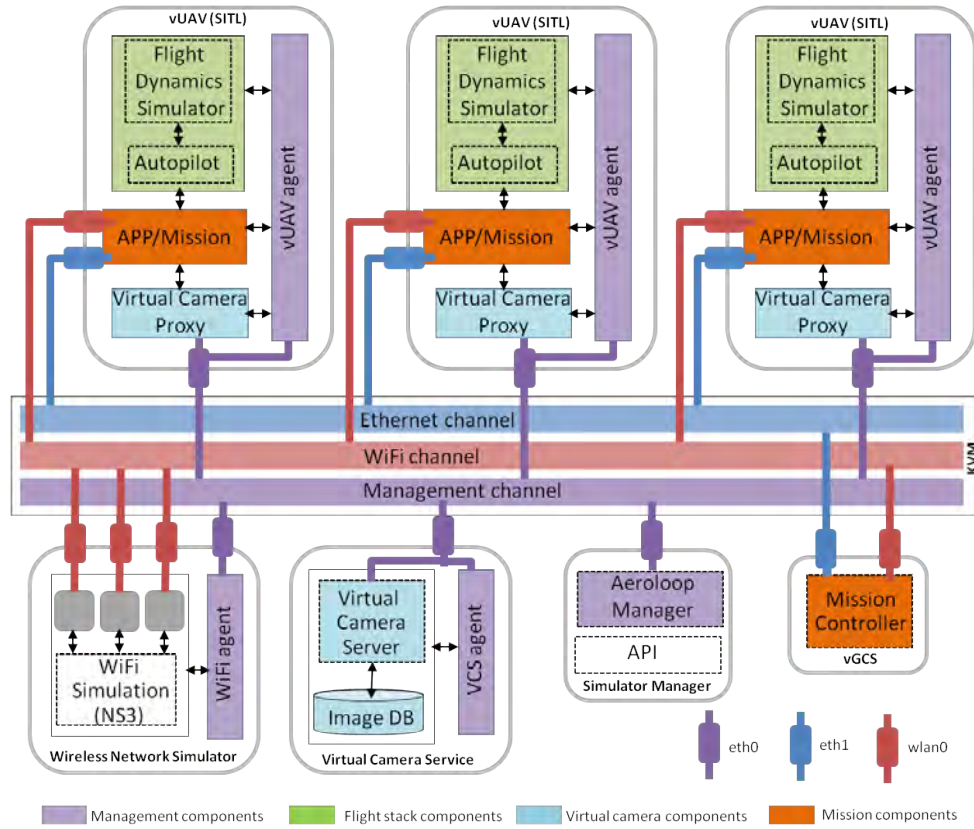 vUAV (SITL)
Flight
Dynamics
Simulator
Autopilot
APP/Mission
Virtual Camera
Proxy
vUAV agent
vUAV (SITL)
Flight
Dynamics
Simulator
Autopilot
APP/Mission
Virtual Camera
Proxy
vUAV agent
vUAV (SITL)
Flight
Dynamics
Simulator
Autopilot
APP/Mission
Virtual Camera
Proxy
vUAV agent
Ethernet channel
WiFi channel
Management channel
KVM
WiFi
Simulation
(NS3)
WiFi agent
Wireless Network Simulator
Virtual
Camera
Server
Image DB
VCS agent
Virtual Camera Service
Aeroloop
Manager
API
Simulator Manager
Mission
Controller
vGCS
eth0
eth1
wlan0
Management components
Flight stack components
Virtual camera components
Mission components